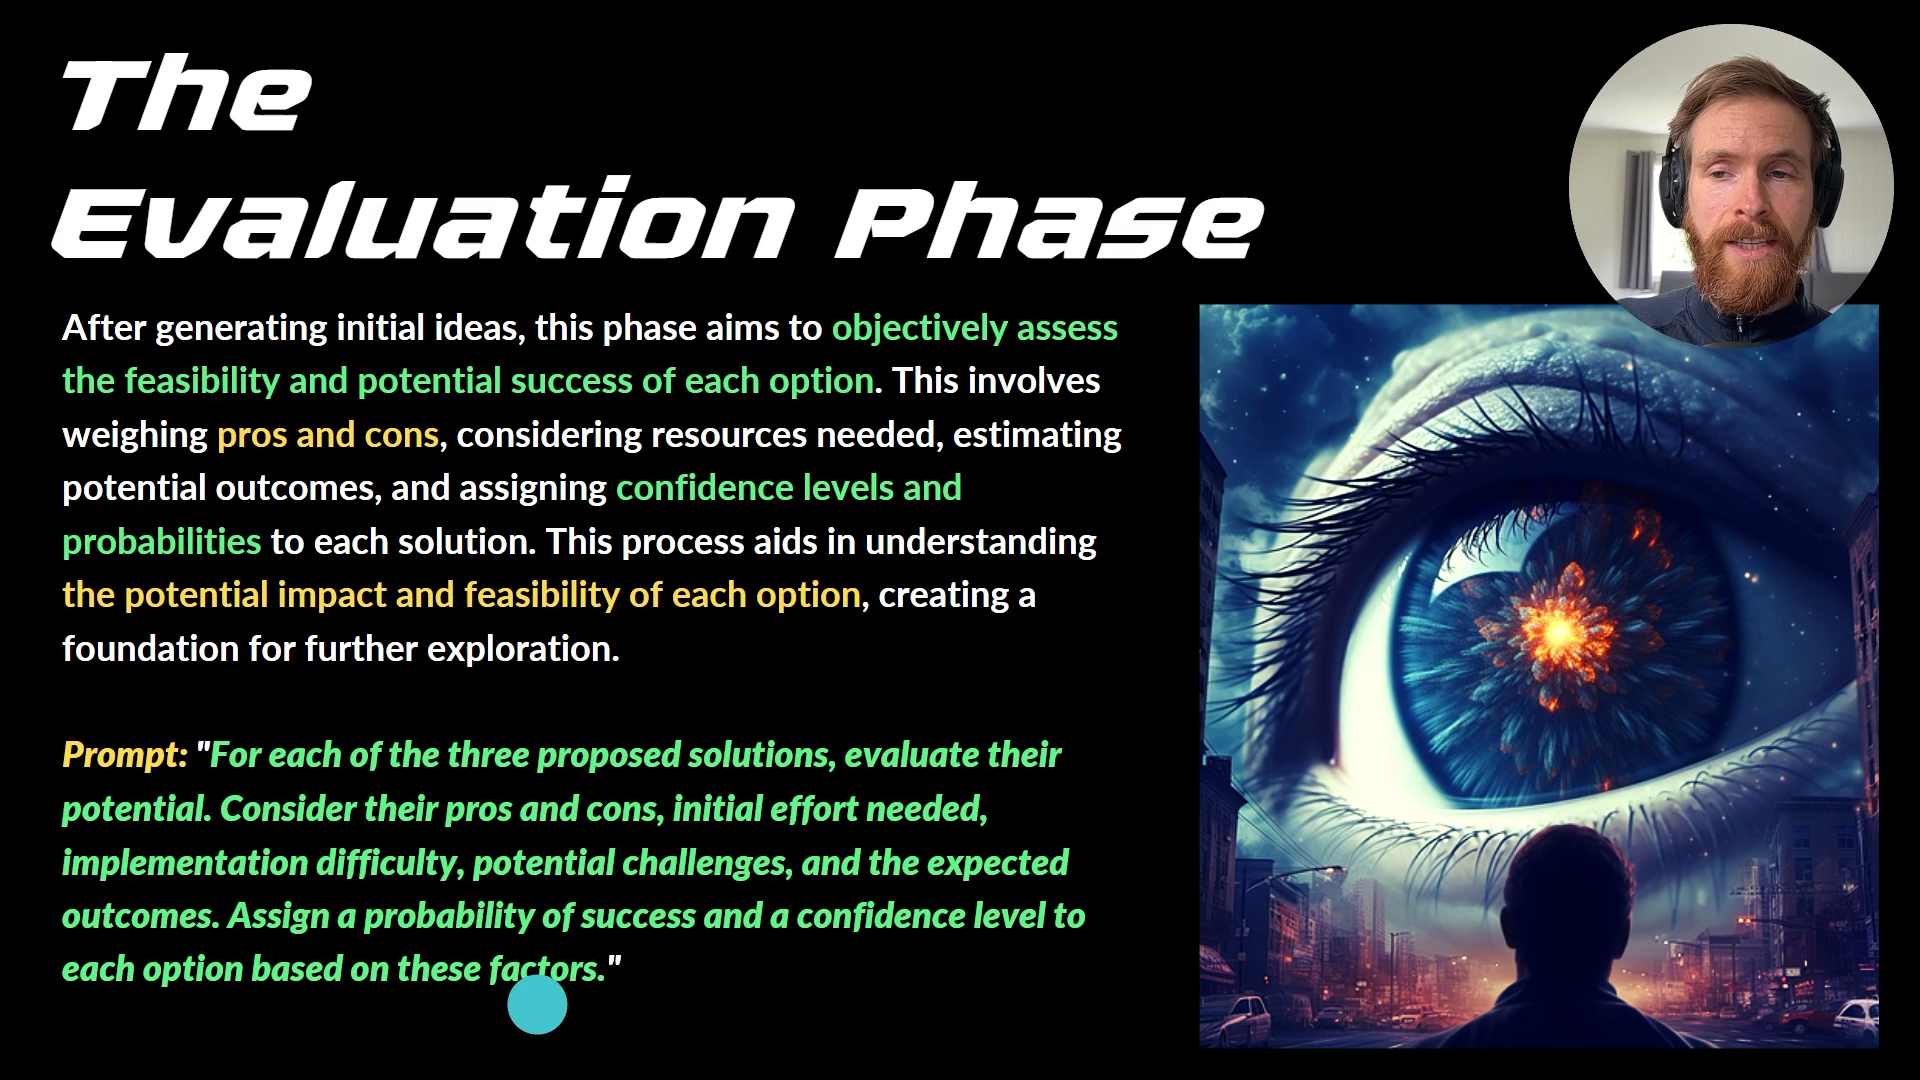 The
Evaluation Phase
After generating initial ideas, this phase aims to objectively assess
the feasibility and potential success of each option. This involves
weighing pros and cons, considering resources needed, estimating
potential outcomes, and assigning confidence levels and
probabilities to each solution. This process aids in understanding
the potential impact and feasibility of each option, creating a
foundation for further exploration.
Prompt: "For each of the three proposed solutions, evaluate their
potential. Consider their pros and cons, initial effort needed,
implementation difficulty, potential challenges, and the expected
outcomes. Assign a probability of success and a confidence level to
each option based on these factors."